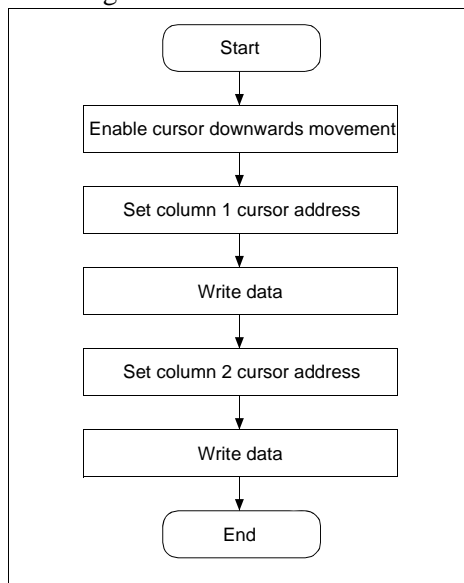 Start
Enable cursor downwards movement
Set column 1 cursor address
Write data
Set column 2 cursor address
Write data
End